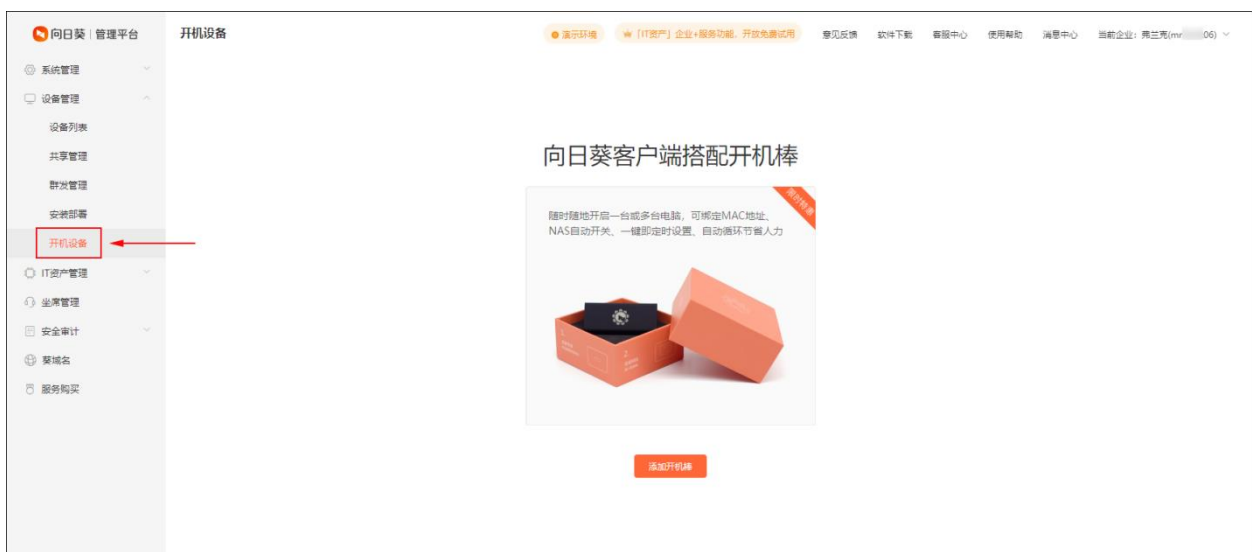 向日葵 管理平台
开机设备
演示环境
「IT资产」企业+服务功能，开放免费试用
意见反馈
软件下载
客服中心
使用帮助
消息中心
当前企业：弗兰克(mr 06)
系统管理
设备管理
设备列表
共享管理
群发管理
安装部署
开机设备
IT资产管理
坐席管理
安全审计
葵域名
服务购买
向日葵客户端搭配开机棒
限时特惠
随时随地开启一台或多台电脑，可绑定MAC地址、
NAS自动开关、一键即定时设置、自动循环节省人力
1
2
添加开机棒